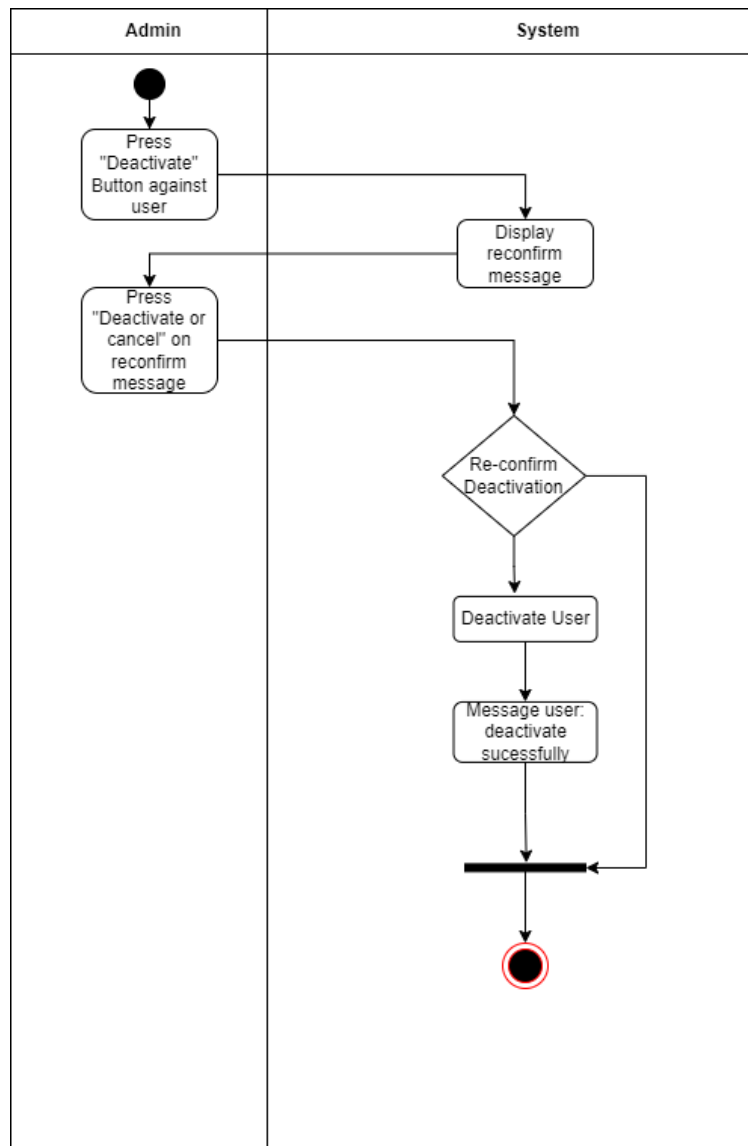 Admin
System
Press
"Deactivate"
Button against
user
Display
reconfirm
message
Press
"Deactivate or
cancel" on
reconfirm
message
Re-confirm
Deactivation
Deactivate User
Message user:
deactivate
sucessfully